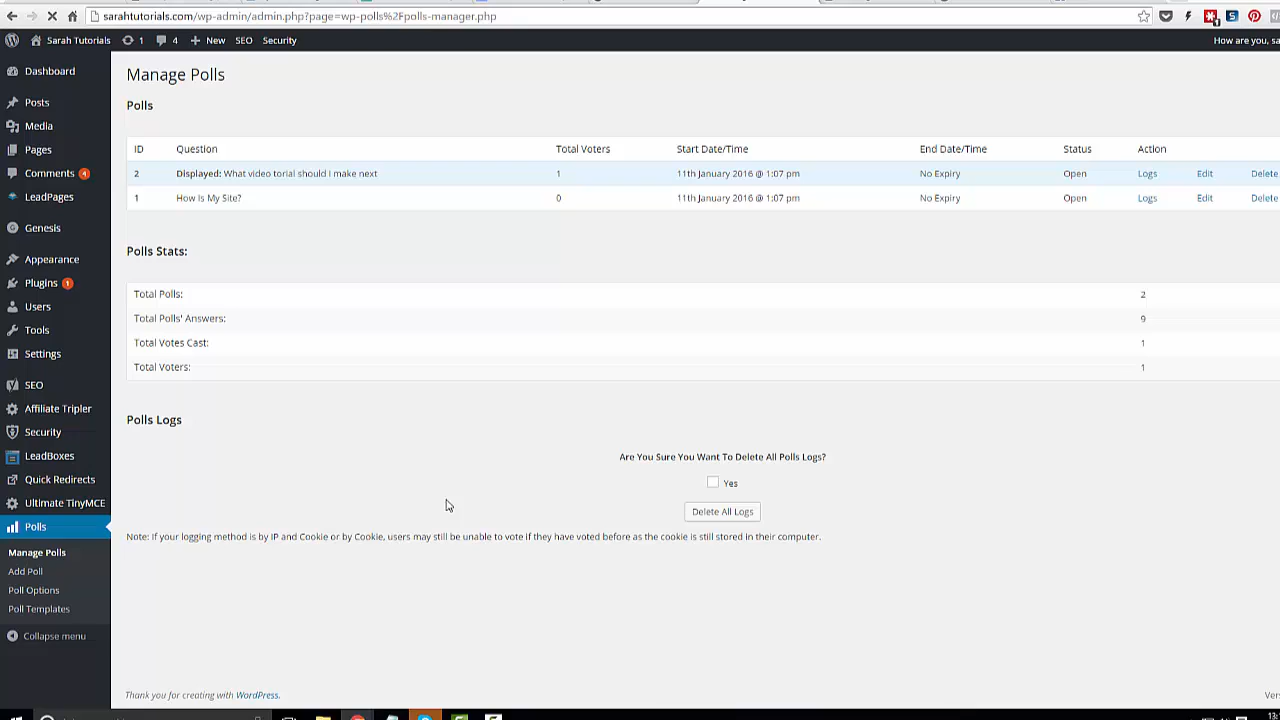 sarahtutorials.com/wp-admin/admin.php?page=wp-polls%2Fpolls-manager.php
Sarah Tutorials 1 4 New SEO Security How are you, sa
Dashboard
Posts
Media
Pages
Comments 4
LeadPages
Genesis
Appearance
Plugins 1
Users
Tools
Settings
SEO
Affiliate Tripler
Security
LeadBoxes
Quick Redirects
Ultimate TinyMCE
Polls
Manage Polls
Add Poll
Poll Options
Poll Templates
Collapse menu
Manage Polls
Polls
ID Question Total Voters Start Date/Time End Date/Time Status Action
2 Displayed: What video torial should I make next 1 11th January 2016 @ 1:07 pm No Expiry Open Logs Edit Delete
1 How Is My Site? 0 11th January 2016 @ 1:07 pm No Expiry Open Logs Edit Delete
Polls Stats:
Total Polls: 2
Total Polls' Answers: 9
Total Votes Cast: 1
Total Voters: 1
Polls Logs
Are You Sure You Want To Delete All Polls Logs?
Yes
Delete All Logs
Note: If your logging method is by IP and Cookie or by Cookie, users may still be unable to vote if they have voted before as the cookie is still stored in their computer.
Thank you for creating with WordPress. Ver